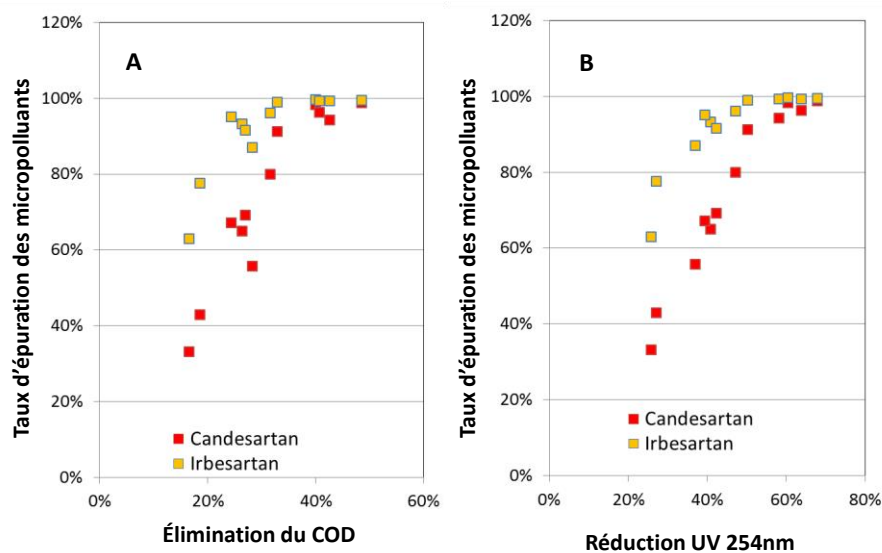 A
Taux d'épuration des micropolluants
120%
100%
80%
60%
40%
20%
0%
Candesartan
Irbesartan
0% 20% 40% 60%
Élimination du COD
B
Taux d'épuration des micropolluants
120%
100%
80%
60%
40%
20%
0%
Candesartan
Irbesartan
0% 20% 40% 60% 80%
Réduction UV 254nm